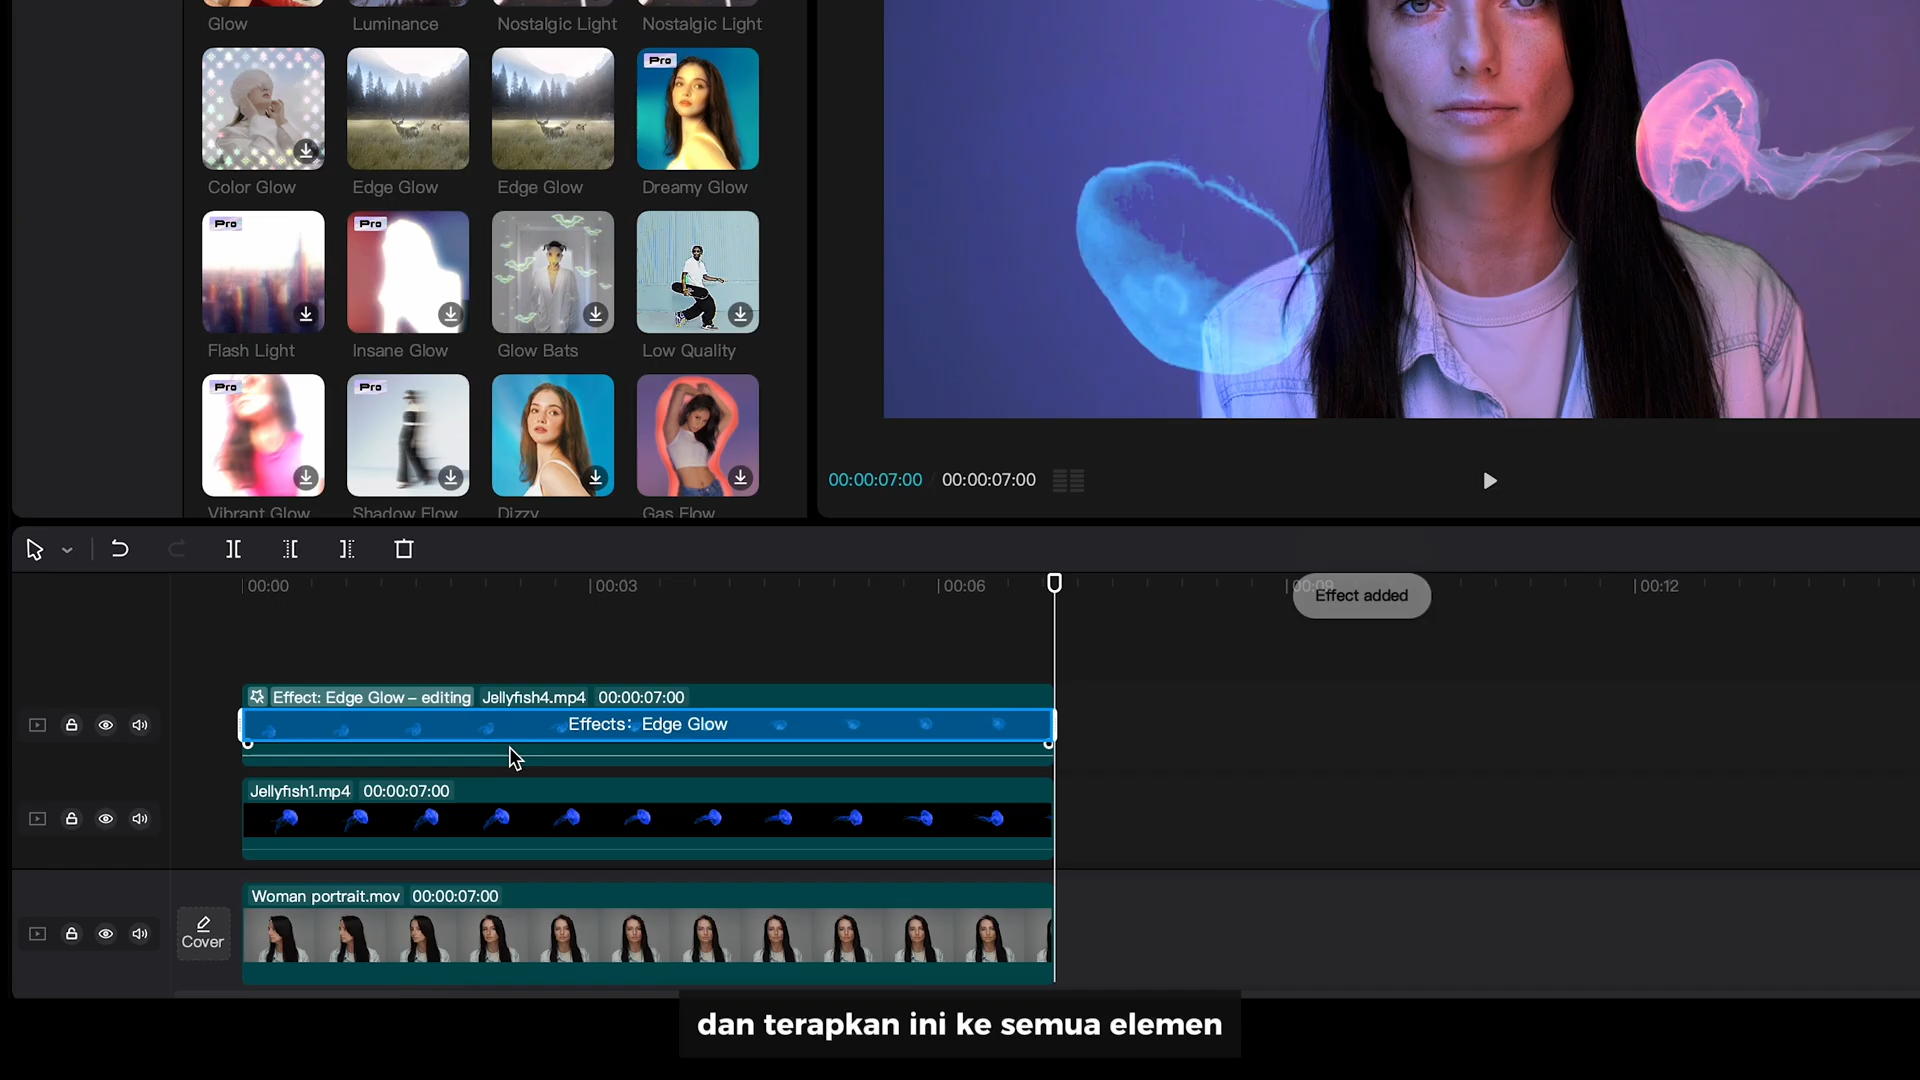 Glow
Luminance
Nostalgic Light
Nostalgic Light
Pro
Color Glow
Edge Glow
Edge Glow
Dreamy Glow
Pro
Pro
Flash Light
Insane Glow
Glow Bats
Low Quality
Pro
Pro
Vibrant Glow
Shadow Flow
Dizzy
Gas Flow
00:00:07:00
00:00:07:00
00:00
00:03
00:06
00:09
00:12
Effect added
Effect: Edge Glow – editing Jellyfish4.mp4 00:00:07:00
Effects: Edge Glow
Jellyfish1.mp4 00:00:07:00
Woman portrait.mov 00:00:07:00
Cover
dan terapkan ini ke semua elemen